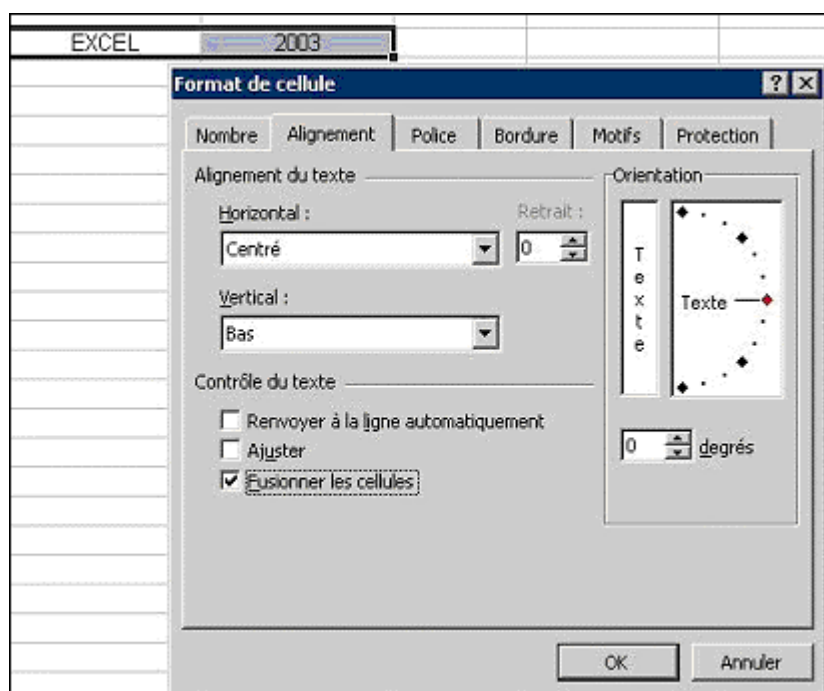 EXCEL 2003
Format de cellule
Nombre Alignement Police Bordure Motifs Protection
Alignement du texte
Orientation
Horizontal :
Retrait :
Centré
0
Vertical :
Bas
Texte
Texte
Contrôle du texte
Renvoyer à la ligne automatiquement
Ajuster
Fusionner les cellules
0 degrés
OK Annuler